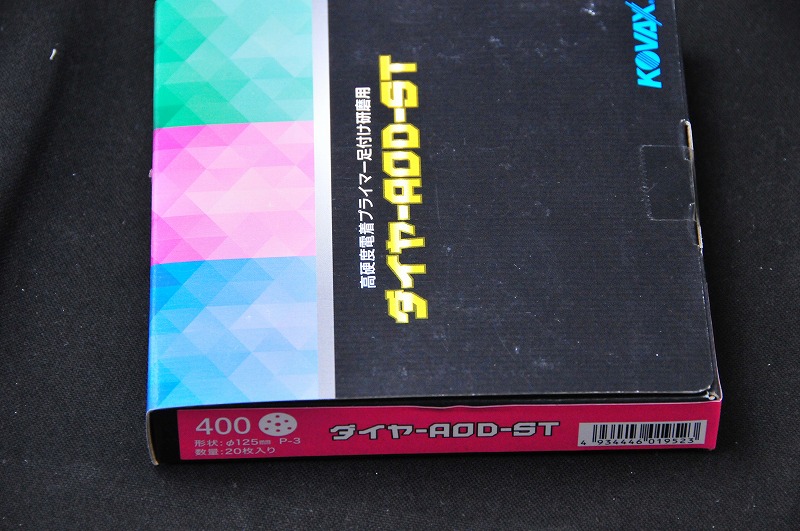 KOVAX
高硬度電着プライマー足付け研磨用
ダイヤ-AOD-ST
400
形状:φ125mm P-3
数量:20枚入り
ダイヤ-AOD-ST
4 934446 019523